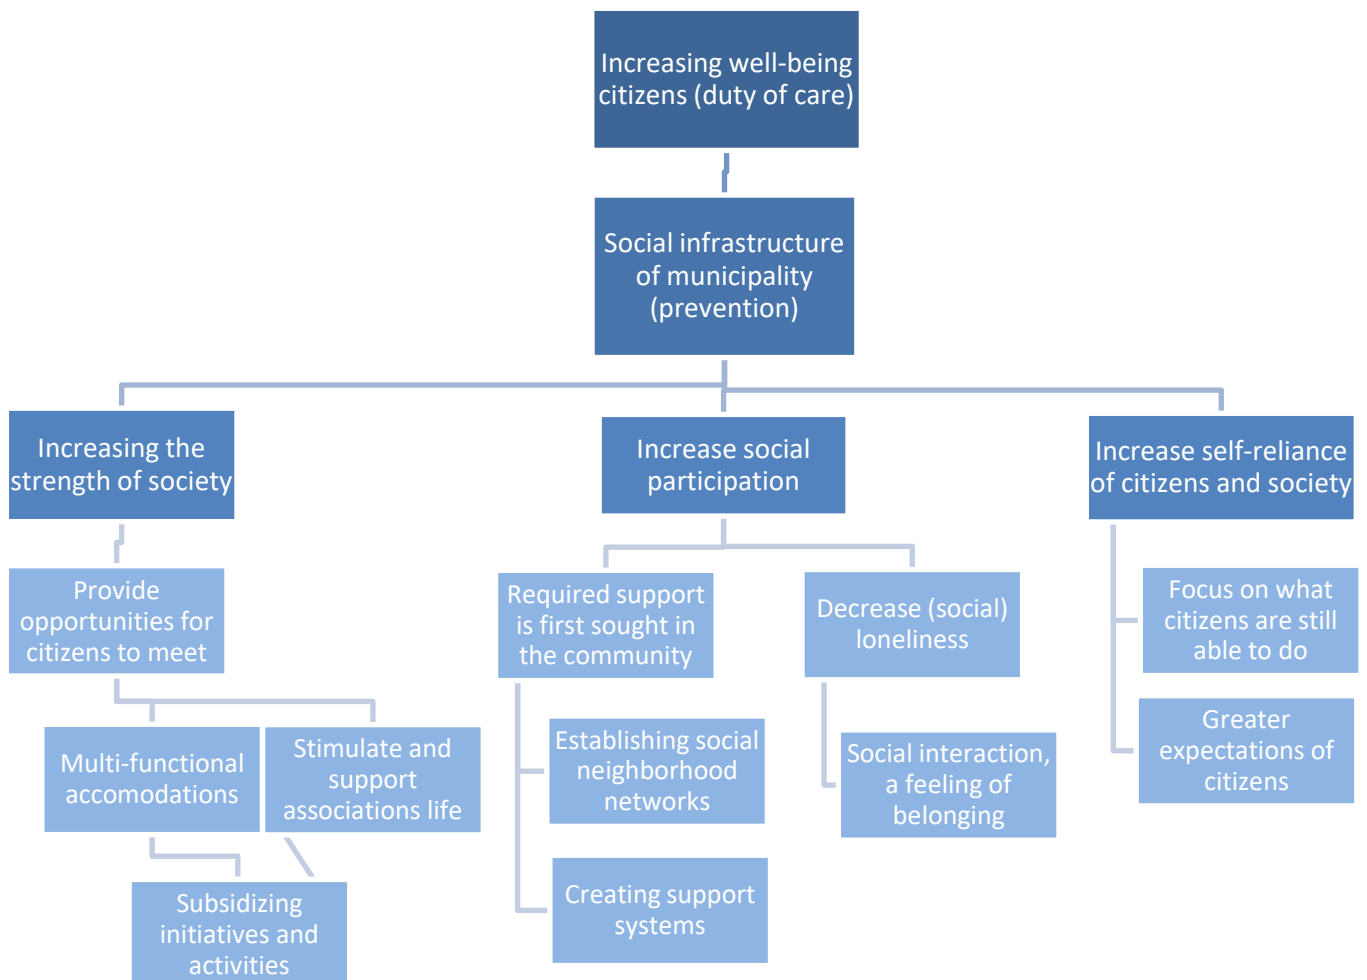 Increasing well-being
citizens (duty of care)
Social infrastructure
of municipality
(prevention)
Increasing the
strength of society
Increase social
participation
Increase self-reliance
of citizens and society
Provide
opportunities for
citizens to meet
Required support
is first sought in
the community
Decrease (social)
loneliness
Focus on what
citizens are still
able to do
Multi-functional
accomodations
Stimulate and
support
associations life
Establishing social
neighborhood
networks
Social interaction,
a feeling of
belonging
Greater
expectations of
citizens
Subsidizing
initiatives and
activities
Creating support
systems